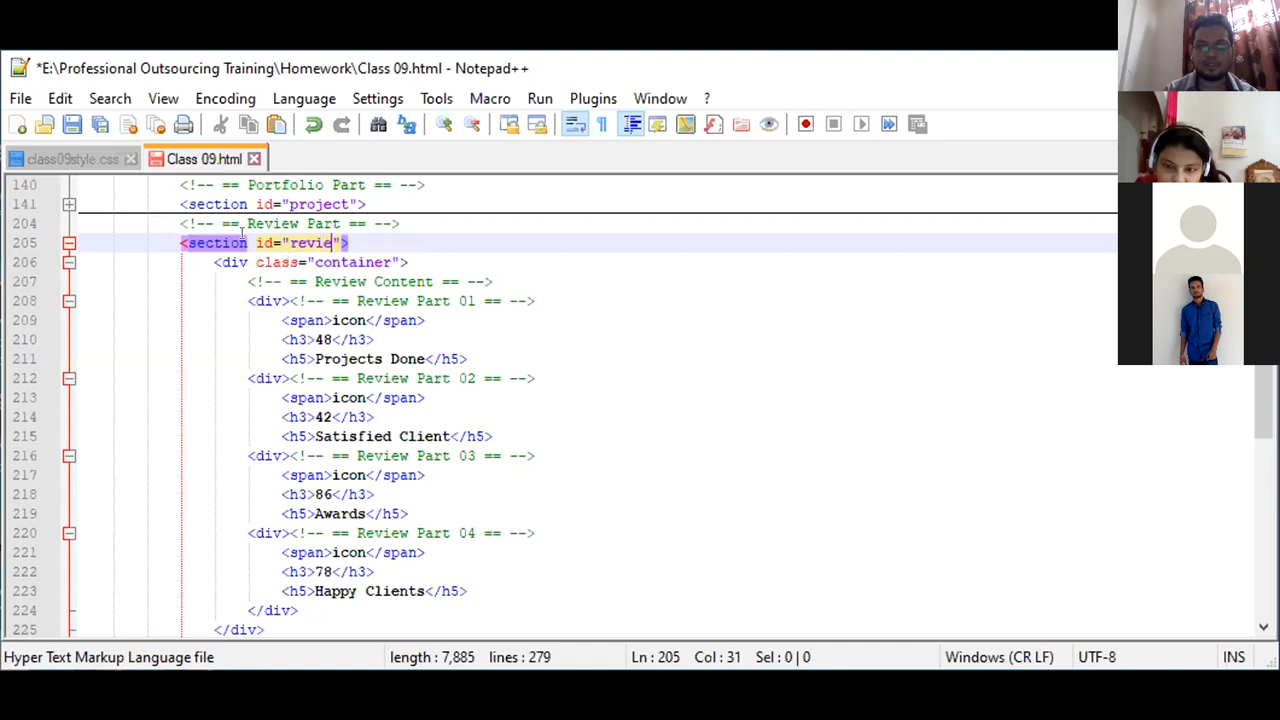 *E:\Professional Outsourcing Training\Homework\Class 09.html - Notepad++
File Edit Search View Encoding Language Settings Tools Macro Run Plugins Window ?
class09style.css Class 09.html
140 <!-- == Portfolio Part == -->
141 <section id="project">
204 <!-- == Review Part == -->
205 <section id="revie">
206 <div class="container">
207 <!-- == Review Content == -->
208 <div><!-- == Review Part 01 == -->
209 <span>icon</span>
210 <h3>48</h3>
211 <h5>Projects Done</h5>
212 <div><!-- == Review Part 02 == -->
213 <span>icon</span>
214 <h3>42</h3>
215 <h5>Satisfied Client</h5>
216 <div><!-- == Review Part 03 == -->
217 <span>icon</span>
218 <h3>86</h3>
219 <h5>Awards</h5>
220 <div><!-- == Review Part 04 == -->
221 <span>icon</span>
222 <h3>78</h3>
223 <h5>Happy Clients</h5>
224 </div>
225 </div>
Hyper Text Markup Language file length : 7,885 lines : 279 Ln : 205 Col : 31 Sel : 0 | 0 Windows (CR LF) UTF-8 INS